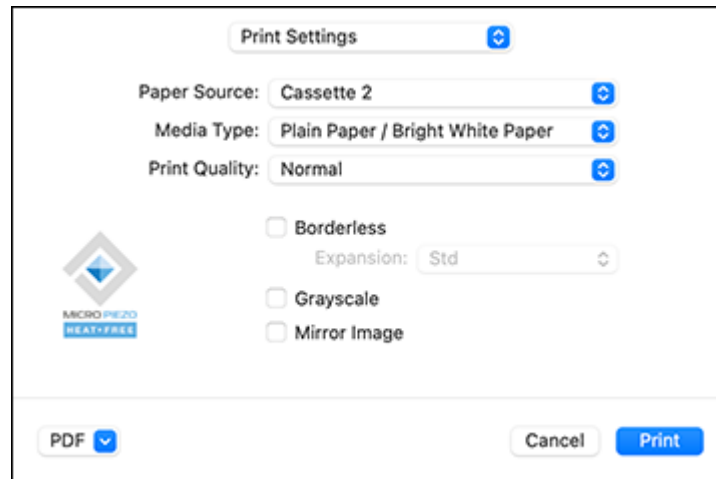 Print Settings
Paper Source: Cassette 2
Media Type: Plain Paper / Bright White Paper
Print Quality: Normal
Borderless
Expansion: Std
Grayscale
Mirror Image
MICRO PIEZO
HEAT-FREE
PDF Cancel Print